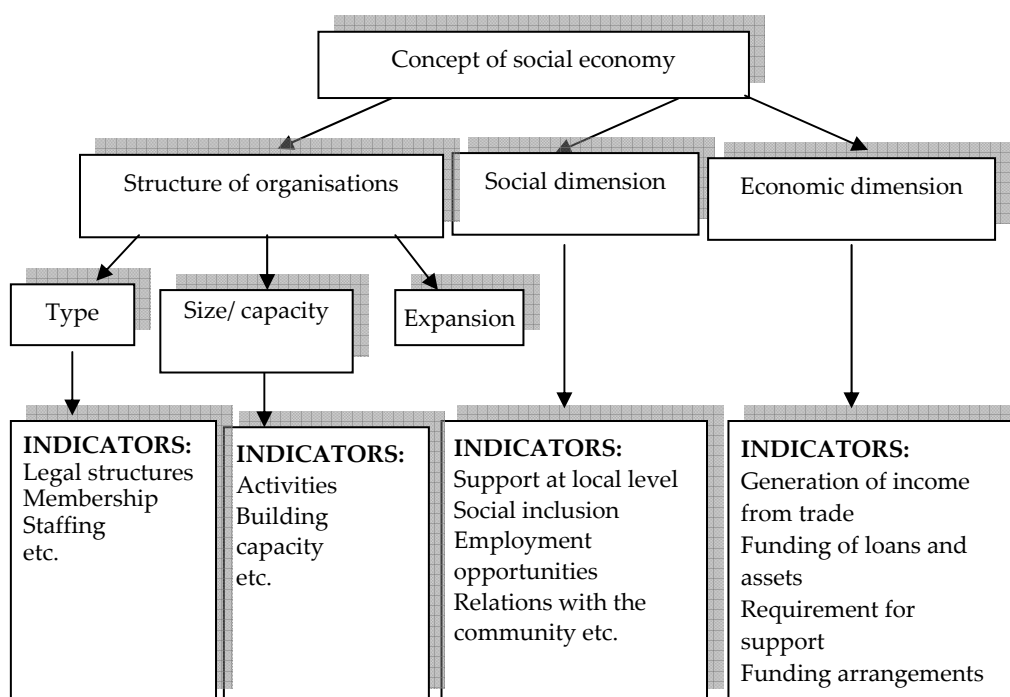 Concept of social economy
Structure of organisations
Social dimension
Economic dimension
Type
Size/ capacity
Expansion
INDICATORS:
Legal structures
Membership
Staffing
etc.
INDICATORS:
Activities
Building
capacity
etc.
INDICATORS:
Support at local level
Social inclusion
Employment
opportunities
Relations with the
community etc.
INDICATORS:
Generation of income
from trade
Funding of loans and
assets
Requirement for
support
Funding arrangements